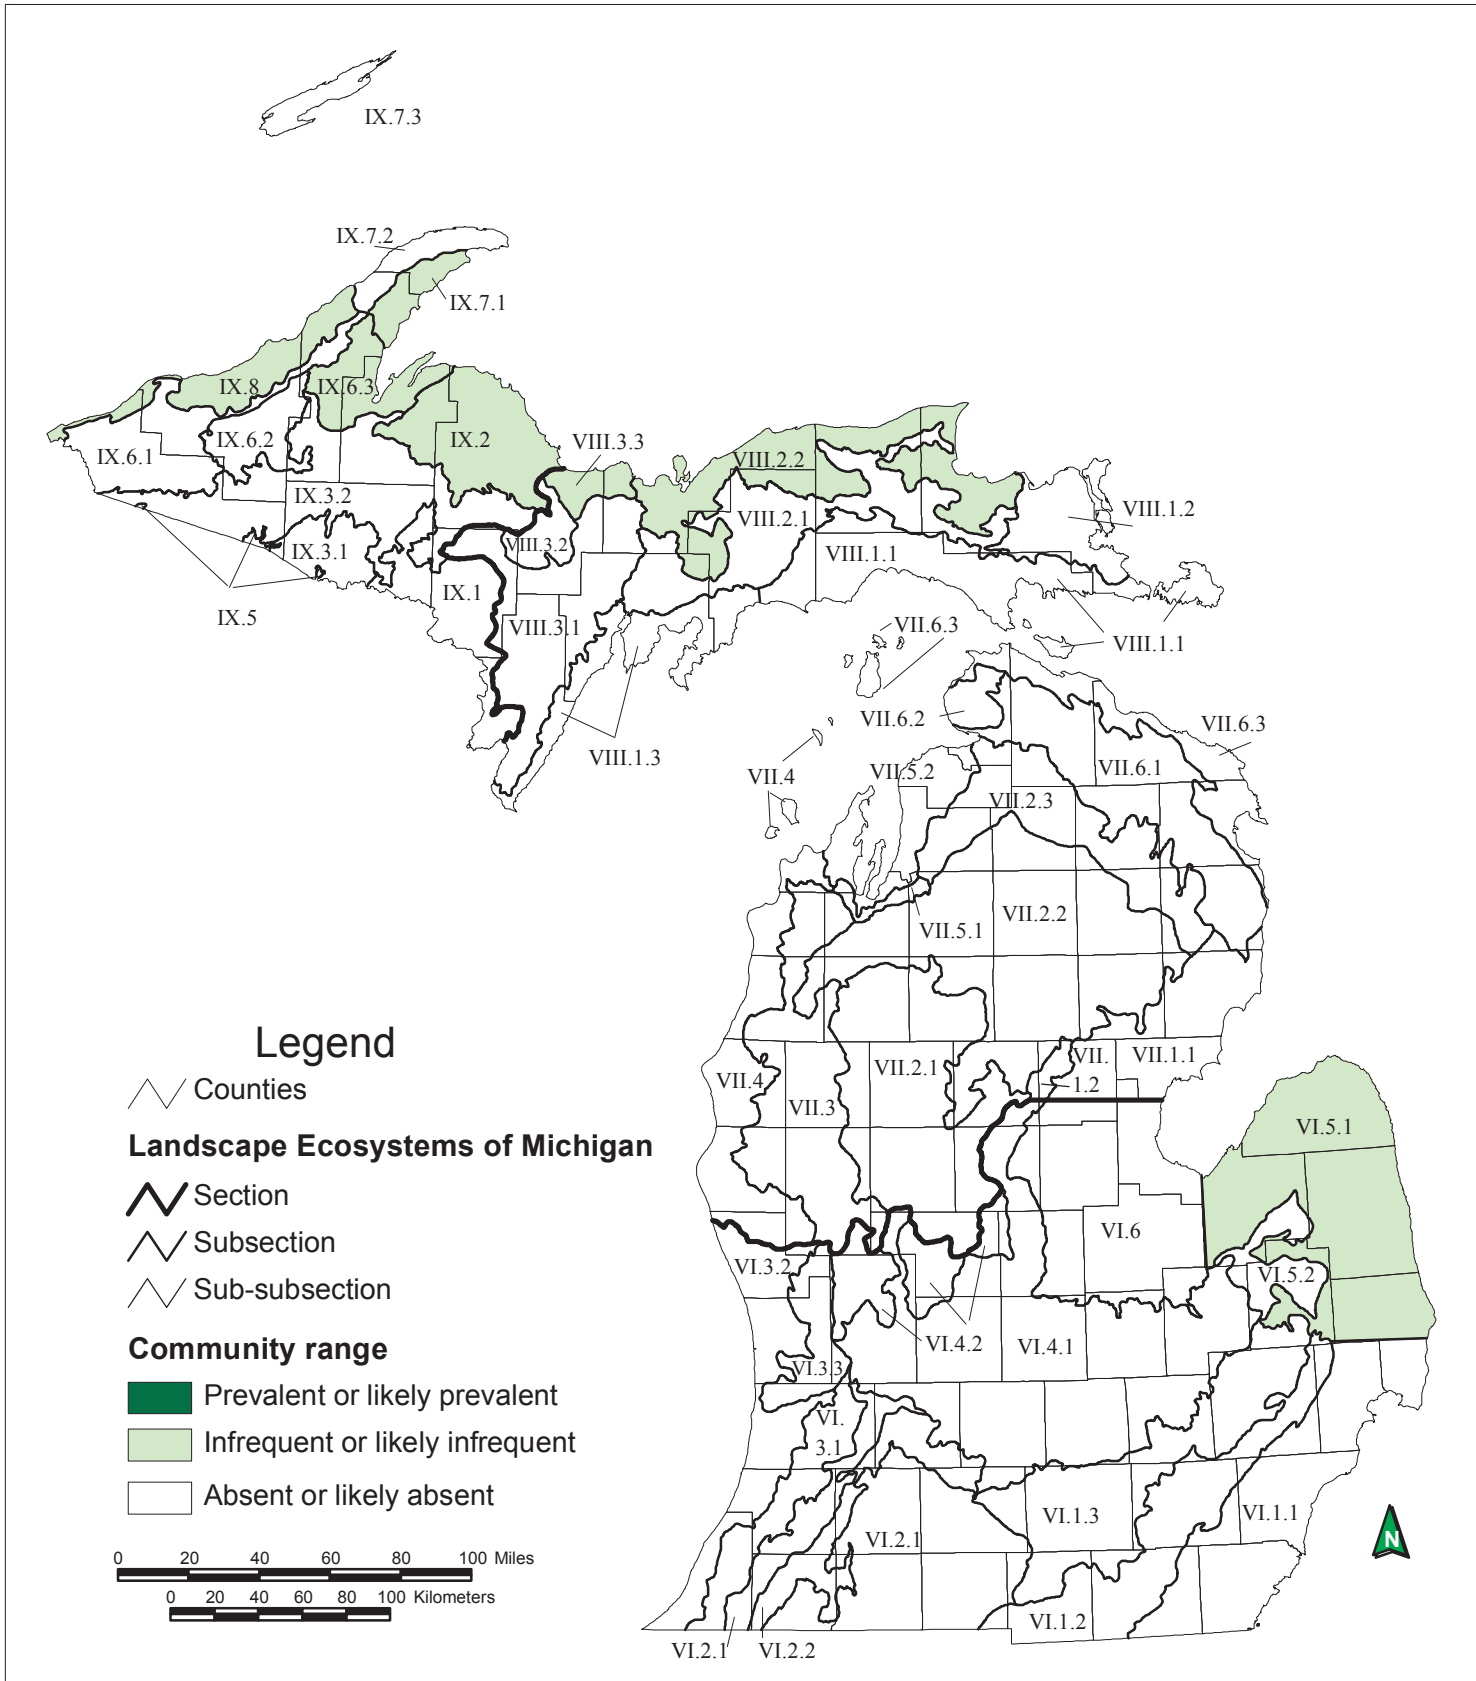 IX.7.3
IX.7.2
IX.7.1
IX.8
IX.6.3
IX.6.2
IX.6.1
IX.2
VIII.3.3
VIII.2.2
IX.3.2
VIII.2.1
VIII.1.2
IX.3.1
VIII.3.2
VIII.1.1
IX.1
IX.5
VIII.3.1
VII.6.3
VIII.1.1
VII.6.2
VII.6.3
VIII.1.3
VII.4
VII.5.2
VII.6.1
VII.2.3
VII.5.1
VII.2.2
Legend
Counties
Landscape Ecosystems of Michigan
Section
Subsection
Sub-subsection
Community range
Prevalent or likely prevalent
Infrequent or likely infrequent
Absent or likely absent
0 20 40 60 80 100 Miles
0 20 40 60 80 100 Kilometers
VII.4
VII.3
VII.2.1
VII.
1.2
VII.1.1
VI.5.1
VI.6
VI.3.2
VI.5.2
VI.4.2
VI.4.1
VI.3.3
VI.
3.1
VI.1.3
VI.1.1
VI.2.1
VI.1.2
VI.2.1
VI.2.2
N